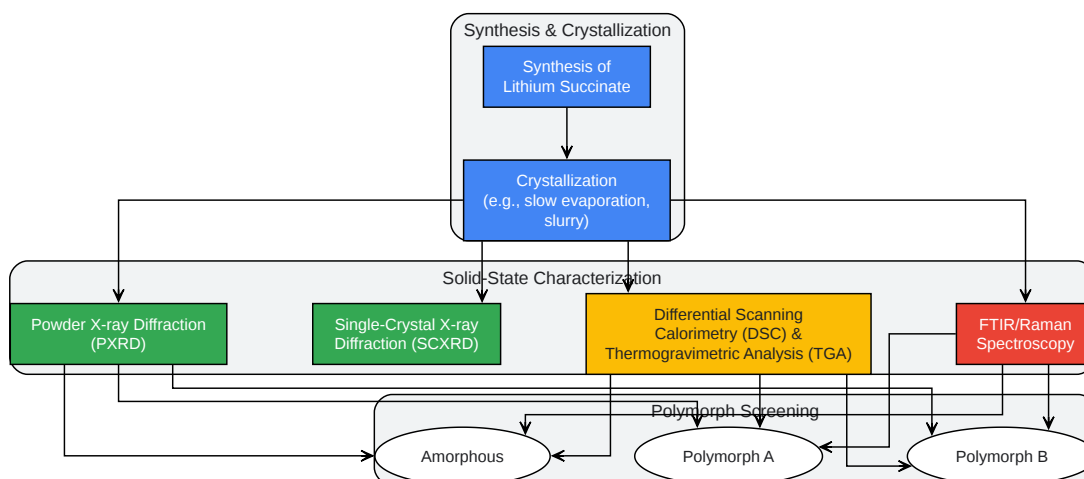 Synthesis & Crystallization
Synthesis of
Lithium Succinate
Crystallization
(e.g., slow evaporation,
slurry)
Solid-State Characterization
Powder X-ray Diffraction
(PXRD)
Single-Crystal X-ray
Diffraction (SCXRD)
Differential Scanning
Calorimetry (DSC) &
Thermogravimetric Analysis (TGA)
FTIR/Raman
Spectroscopy
Polymorph Screening
Amorphous
Polymorph A
Polymorph B